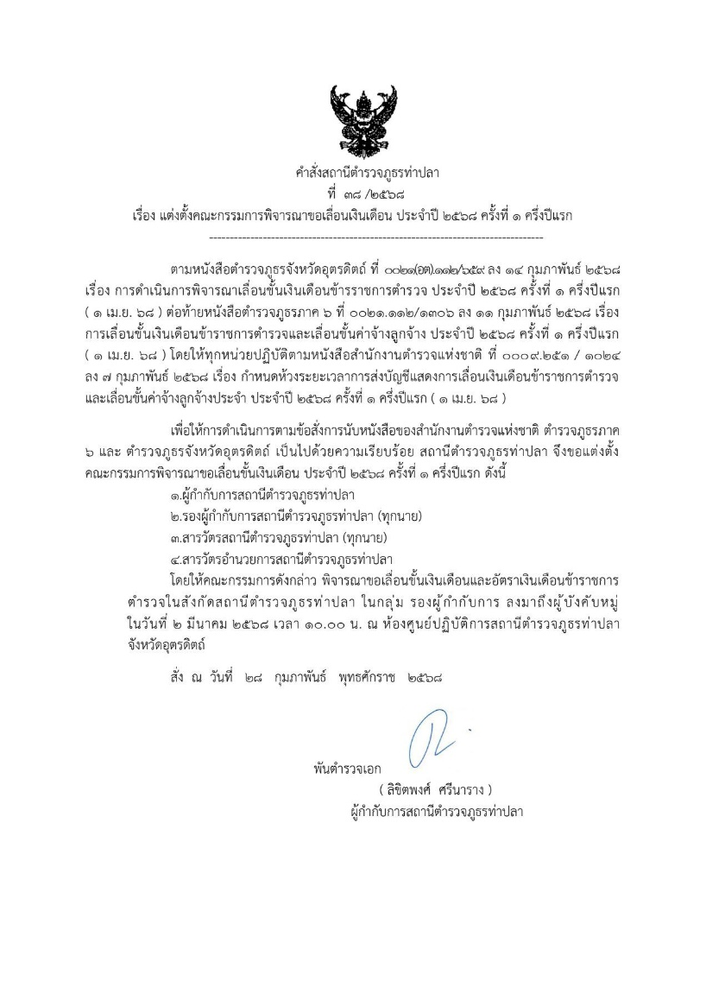 คำสั่งสถานีตำรวจภูธรท่าปลา
ที่ ๓๘ /๒๕๖๘
เรื่อง แต่งตั้งคณะกรรมการพิจารณาขอเลื่อนเงินเดือน ประจำปี ๒๕๖๘ ครั้งที่ ๑ ครึ่งปีแรก
--------------------------------------------------------------------------------
ตามหนังสือตำรวจภูธรจังหวัดอุตรดิตถ์ ที่ ๐๐๒๑(อต).๑๑๒/๖๕๙ ลง ๑๔ กุมภาพันธ์ ๒๕๖๘
เรื่อง การดำเนินการพิจารณาเลื่อนขั้นเงินเดือนข้ารราชการตำรวจ ประจำปี ๒๕๖๘ ครั้งที่ ๑ ครึ่งปีแรก
( ๑ เม.ย. ๖๘ ) ต่อท้ายหนังสือตำรวจภูธรภาค ๖ ที่ ๐๐๒๑.๑๑๒/๑๓๐๖ ลง ๑๑ กุมภาพันธ์ ๒๕๖๘ เรื่อง
การเลื่อนขั้นเงินเดือนข้าราชการตำรวจและเลื่อนขั้นค่าจ้างลูกจ้าง ประจำปี ๒๕๖๘ ครั้งที่ ๑ ครึ่งปีแรก
( ๑ เม.ย. ๖๘ ) โดยให้ทุกหน่วยปฏิบัติตามหนังสือสำนักงานตำรวจแห่งชาติ ที่ ๐๐๐๙.๒๕๑ / ๑๐๒๔
ลง ๗ กุมภาพันธ์ ๒๕๖๘ เรื่อง กำหนดห้วงระยะเวลาการส่งบัญชีแสดงการเลื่อนเงินเดือนข้าราชการตำรวจ
และเลื่อนขั้นค่าจ้างลูกจ้างประจำ ประจำปี ๒๕๖๘ ครั้งที่ ๑ ครึ่งปีแรก ( ๑ เม.ย. ๖๘ )
เพื่อให้การดำเนินการตามข้อสั่งการนับหนังสือของสำนักงานตำรวจแห่งชาติ ตำรวจภูธรภาค
๖ และ ตำรวจภูธรจังหวัดอุตรดิตถ์ เป็นไปด้วยความเรียบร้อย สถานีตำรวจภูธรท่าปลา จึงขอแต่งตั้ง
คณะกรรมการพิจารณาขอเลื่อนขั้นเงินเดือน ประจำปี ๒๕๖๘ ครั้งที่ ๑ ครึ่งปีแรก ดังนี้
๑.ผู้กำกับการสถานีตำรวจภูธรท่าปลา
๒.รองผู้กำกับการสถานีตำรวจภูธรท่าปลา (ทุกนาย)
๓.สารวัตรสถานีตำรวจภูธรท่าปลา (ทุกนาย)
๔.สารวัตรอำนวยการสถานีตำรวจภูธรท่าปลา
โดยให้คณะกรรมการดังกล่าว พิจารณาขอเลื่อนขั้นเงินเดือนและอัตราเงินเดือนข้าราชการ
ตำรวจในสังกัดสถานีตำรวจภูธรท่าปลา ในกลุ่ม รองผู้กำกับการ ลงมาถึงผู้บังคับหมู่
ในวันที่ ๒ มีนาคม ๒๕๖๘ เวลา ๑๐.๐๐ น. ณ ห้องศูนย์ปฏิบัติการสถานีตำรวจภูธรท่าปลา
จังหวัดอุตรดิตถ์
สั่ง ณ วันที่ ๒๘ กุมภาพันธ์ พุทธศักราช ๒๕๖๘
พันตำรวจเอก
( ลิขิตพงศ์ ศรีนาราง )
ผู้กำกับการสถานีตำรวจภูธรท่าปลา